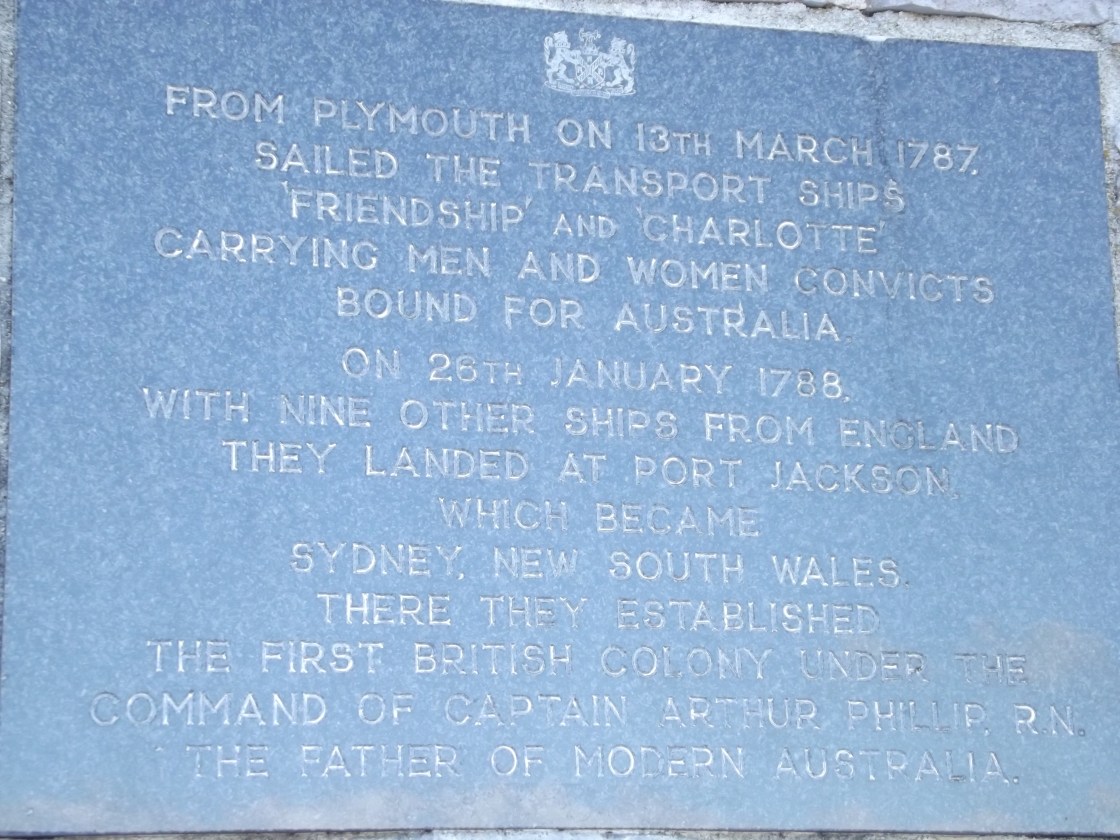 FROM PLYMOUTH ON 13TH MARCH 1787,
SAILED THE TRANSPORT SHIPS
'FRIENDSHIP' AND 'CHARLOTTE'
CARRYING MEN AND WOMEN CONVICTS
BOUND FOR AUSTRALIA.
ON 26TH JANUARY 1788,
WITH NINE OTHER SHIPS FROM ENGLAND
THEY LANDED AT PORT JACKSON,
WHICH BECAME
SYDNEY, NEW SOUTH WALES.
THERE THEY ESTABLISHED
THE FIRST BRITISH COLONY UNDER THE
COMMAND OF CAPTAIN ARTHUR PHILLIP, R.N.
THE FATHER OF MODERN AUSTRALIA.